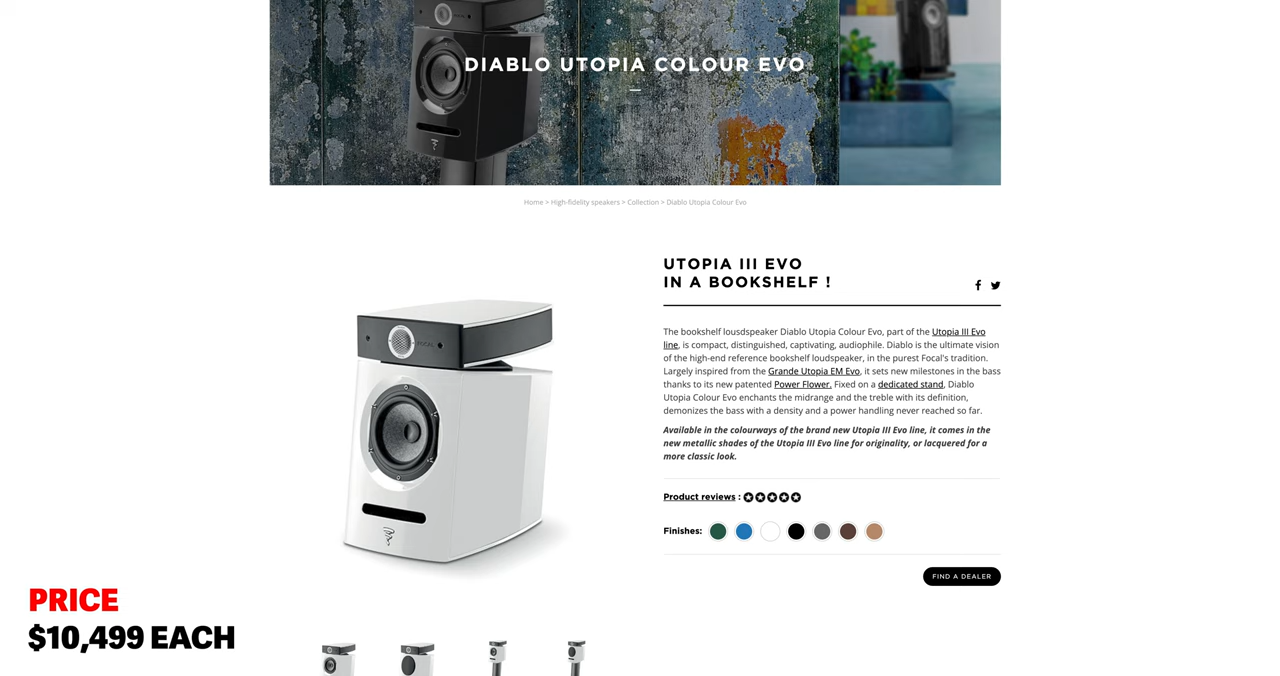 DIABLO UTOPIA COLOUR EVO
Home > High-fidelity speakers > Collection > Diablo Utopia Colour Evo
UTOPIA III EVO
IN A BOOKSHELF !
The bookshelf lousdspeaker Diablo Utopia Colour Evo, part of the Utopia III Evo
line, is compact, distinguished, captivating, audiophile. Diablo is the ultimate vision
of the high-end reference bookshelf loudspeaker, in the purest Focal's tradition.
Largely inspired from the Grande Utopia EM Evo, it sets new milestones in the bass
thanks to its new patented Power Flower. Fixed on a dedicated stand, Diablo
Utopia Colour Evo enchants the midrange and the treble with its definition,
demonizes the bass with a density and a power handling never reached so far.
Available in the colourways of the brand new Utopia III Evo line, it comes in the
new metallic shades of the Utopia III Evo line for originality, or lacquered for a
more classic look.
Product reviews :
Finishes:
FIND A DEALER
FOCAL
PRICE
$10,499 EACH